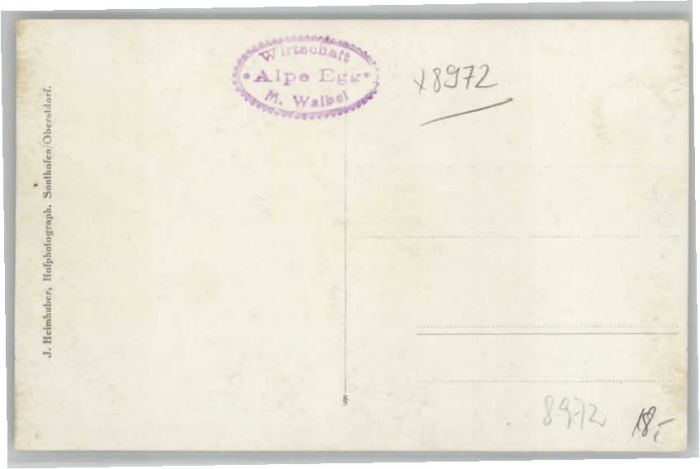 Wirtschaft
Alpe Egg
M. Waibel
x8972
J. Heimhuber, Hofphotograph, Sonthofen/Oberstdorf.
8972
18,-